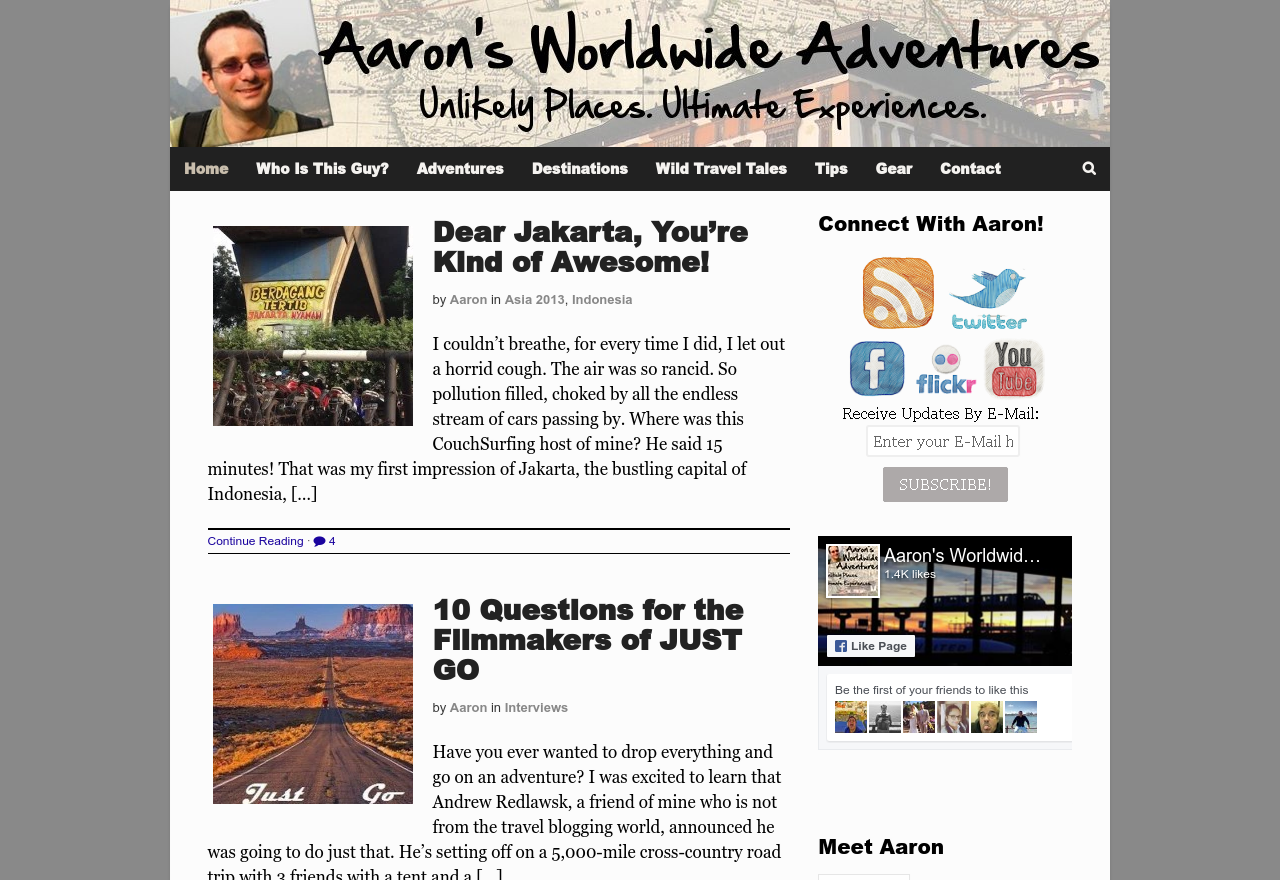 Aaron's Worldwide Adventures
Unlikely Places. Ultimate Experiences.
Home Who Is This Guy? Adventures Destinations Wild Travel Tales Tips Gear Contact
BERDAGANG
TERTIB
JAKARTA NYAMAN
Dear Jakarta, You’re
Kind of Awesome!
by Aaron in Asia 2013, Indonesia
I couldn’t breathe, for every time I did, I let out
a horrid cough. The air was so rancid. So
pollution filled, choked by all the endless
stream of cars passing by. Where was this
CouchSurfing host of mine? He said 15
minutes! That was my first impression of Jakarta, the bustling capital of
Indonesia, […]
Continue Reading · 4
10 Questions for the
Filmmakers of JUST
GO
by Aaron in Interviews
Have you ever wanted to drop everything and
go on an adventure? I was excited to learn that
Andrew Redlawsk, a friend of mine who is not
from the travel blogging world, announced he
was going to do just that. He’s setting off on a 5,000-mile cross-country road
trip with 3 friends with a tent and a […]
Just Go
Connect With Aaron!
twitter
flickr
You
Tube
Receive Updates By E-Mail:
Enter your E-Mail h
SUBSCRIBE!
Aaron's Worldwid…
1.4K likes
Aaron's
Worldwide
Adventures
Like Page
Be the first of your friends to like this
Meet Aaron